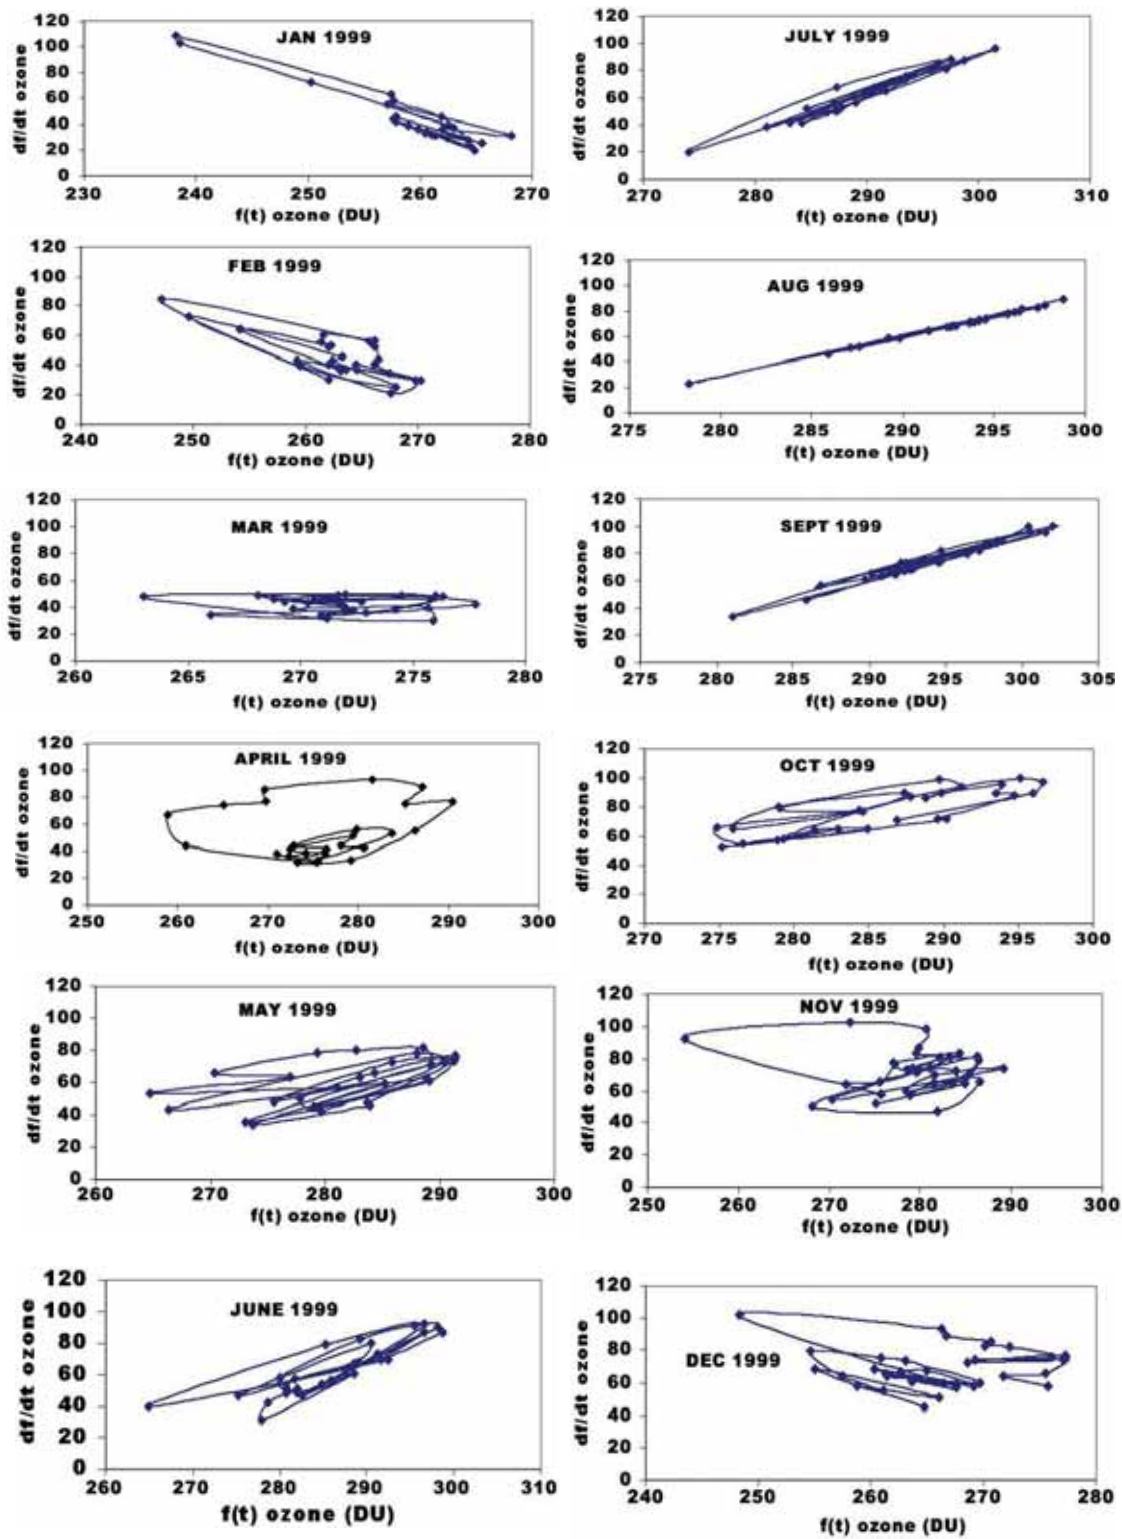 JAN 1999
df/dt ozone
120
100
80
60
40
20
0
230 240 250 260 270
f(t) ozone (DU)
JULY 1999
df/dt ozone
120
100
80
60
40
20
0
270 280 290 300 310
f(t) ozone (DU)
FEB 1999
df/dt ozone
120
100
80
60
40
20
0
240 250 260 270 280
f(t) ozone (DU)
AUG 1999
df/dt ozone
120
100
80
60
40
20
0
275 280 285 290 295 300
f(t) ozone (DU)
MAR 1999
df/dt ozone
120
100
80
60
40
20
0
260 265 270 275 280
f(t) ozone (DU)
SEPT 1999
df/dt ozone
120
100
80
60
40
20
0
275 280 285 290 295 300 305
f(t) ozone (DU)
APRIL 1999
df/dt ozone
120
100
80
60
40
20
0
250 260 270 280 290 300
f(t) ozone (DU)
OCT 1999
df/dt ozone
120
100
80
60
40
20
0
270 275 280 285 290 295 300
f(t) ozone (DU)
MAY 1999
df/dt ozone
120
100
80
60
40
20
0
260 270 280 290 300
f(t) ozone (DU)
NOV 1999
df/dt ozone
120
100
80
60
40
20
0
250 260 270 280 290 300
f(t) ozone (DU)
JUNE 1999
df/dt ozone
120
100
80
60
40
20
0
260 270 280 290 300 310
f(t) ozone (DU)
DEC 1999
df/dt ozone
120
100
80
60
40
20
0
240 250 260 270 280
f(t) ozone (DU)